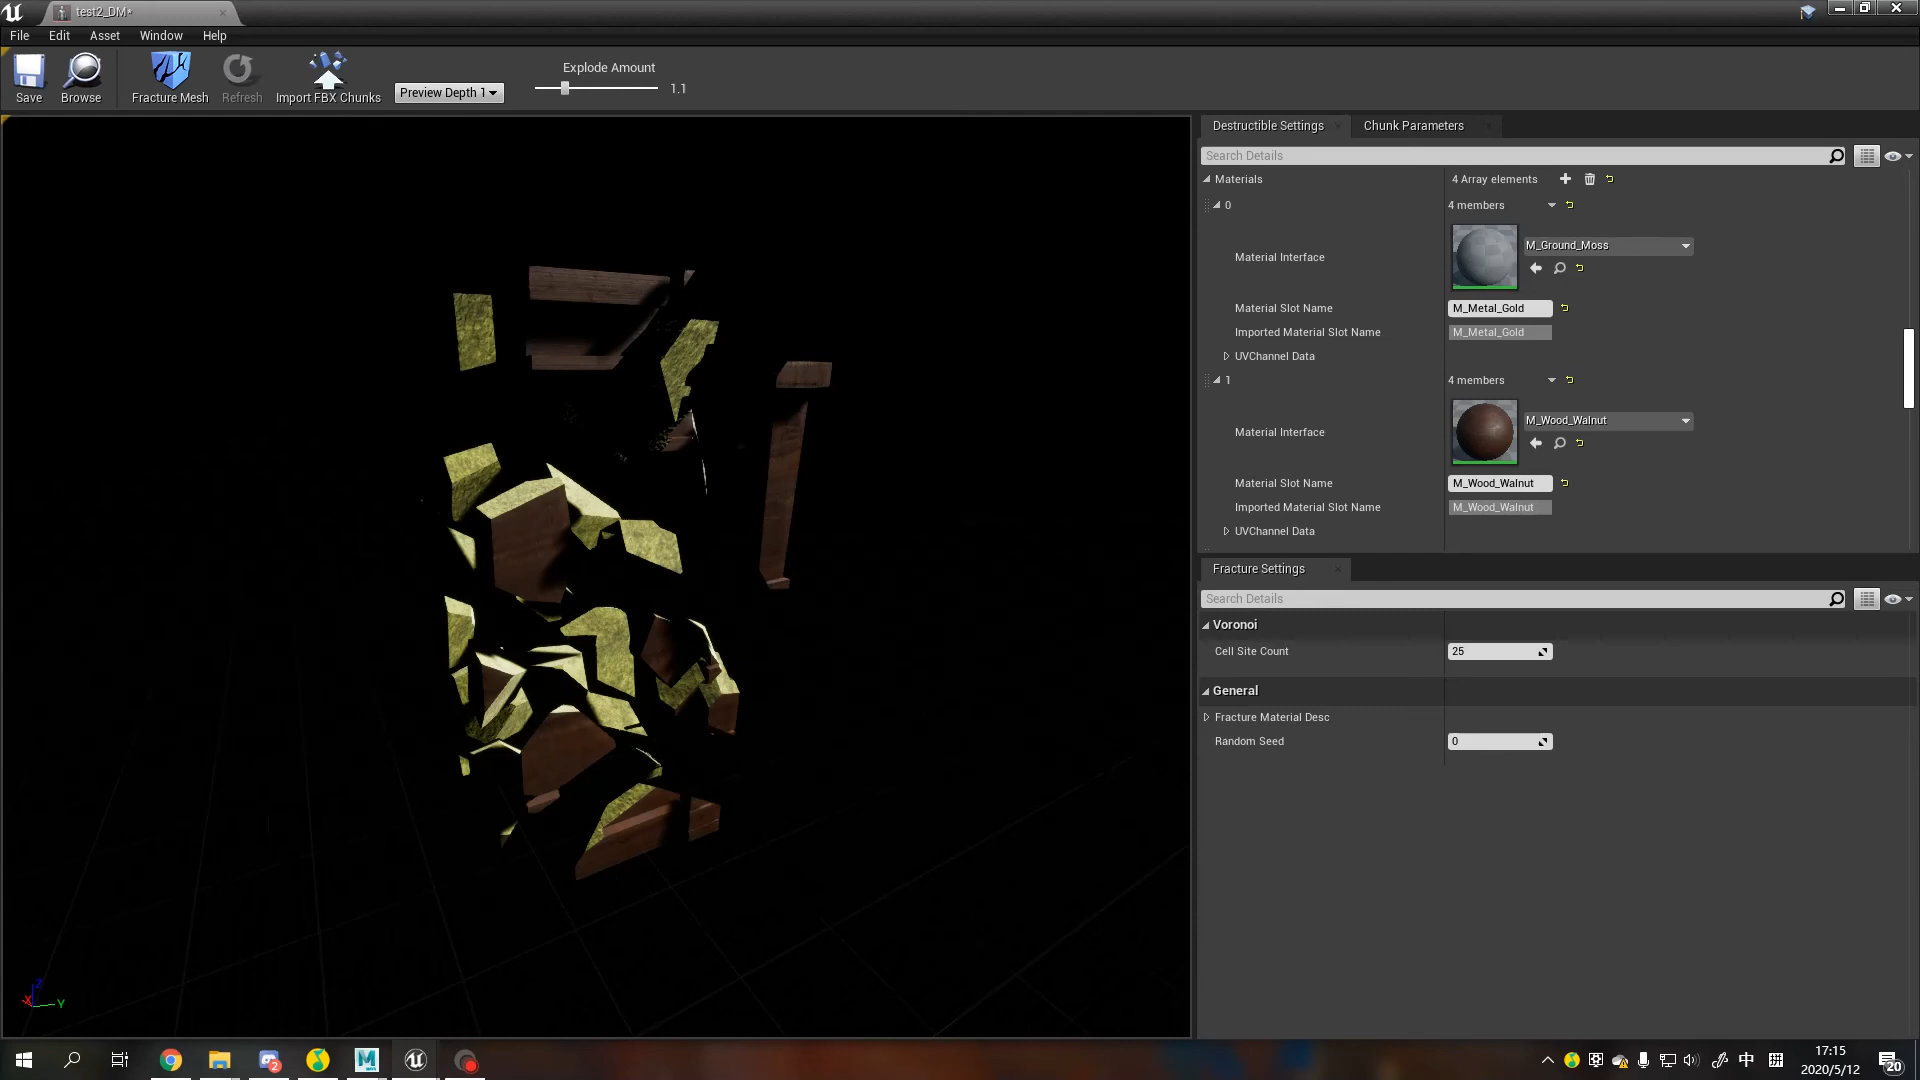 test2_DM*
File Edit Asset Window Help
Save Browse Fracture Mesh Refresh Import FBX Chunks Preview Depth 1 Explode Amount 1.1
Destructible Settings Chunk Parameters
Search Details
Materials 4 Array elements
0 4 members
Material Interface M_Ground_Moss
Material Slot Name M_Metal_Gold
Imported Material Slot Name M_Metal_Gold
UVChannel Data
1 4 members
Material Interface M_Wood_Walnut
Material Slot Name M_Wood_Walnut
Imported Material Slot Name M_Wood_Walnut
UVChannel Data
Fracture Settings
Search Details
Voronoi
Cell Site Count 25
General
Fracture Material Desc
Random Seed 0
Z
X Y
2
M
中
17:15
2020/5/12
20